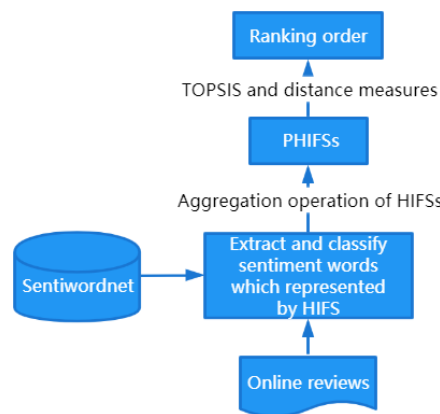 Ranking order
TOPSIS and distance measures
PHIFSs
Aggregation operation of HIFSs
Extract and classify
sentiment words
which represented
by HIFS
Sentiwordnet
Online reviews